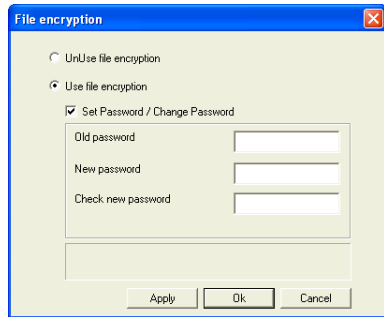 File encryption
UnUse file encryption
Use file encryption
Set Password / Change Password
Old password
New password
Check new password
Apply Ok Cancel